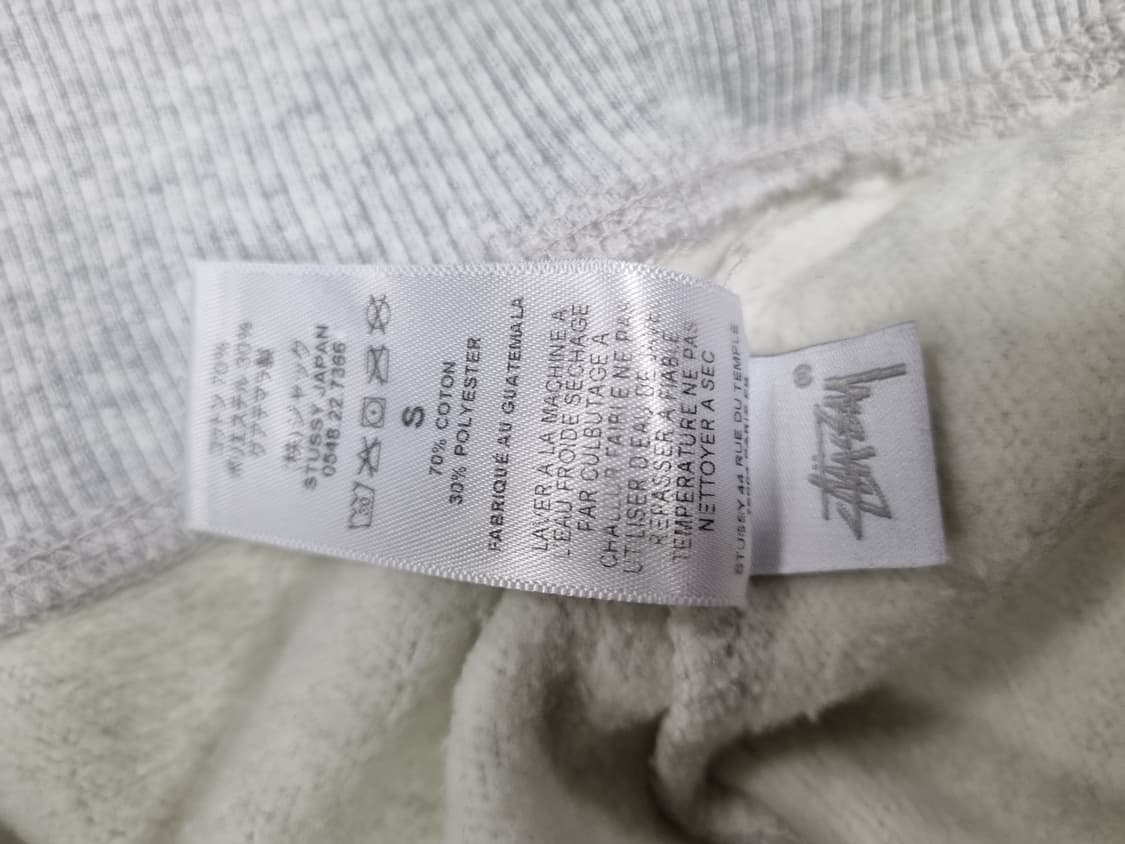 コットン 70%
ポリエステル 30%
グアテマラ製
(株)ジャック
STUSSY JAPAN
0548 22 7366
30
S
70% COTON
30% POLYESTER
FABRIQUÉ AU GUATEMALA
LAVER A LA MACHINE A
L'EAU FROIDE SECHAGE
PAR CULBUTAGE A
CHALEUR FAIBLE NE PAS
UTILISER D'EAU DE
REPASSER A FAIBLE
TEMPERATURE NE PAS
NETTOYER A SEC
STUSSY 44 RUE DU TEMPLE
STÜSSY
®